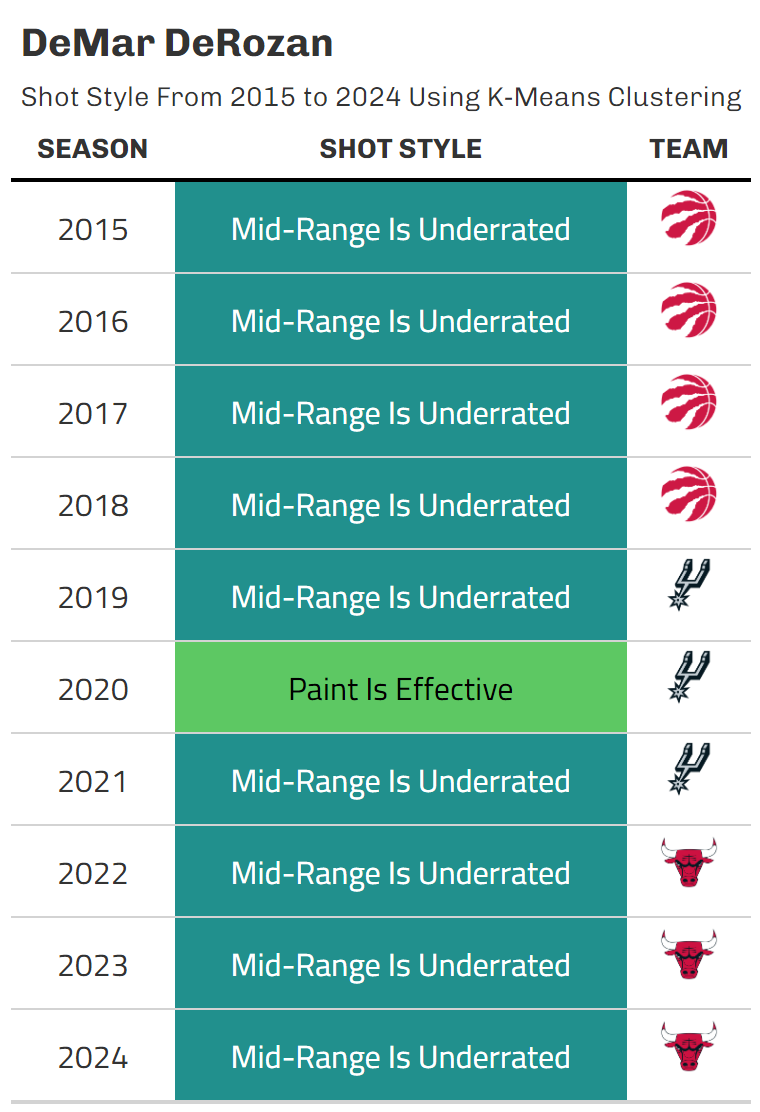 DeMar DeRozan
Shot Style From 2015 to 2024 Using K-Means Clustering
SEASON SHOT STYLE TEAM
2015 Mid-Range Is Underrated
2016 Mid-Range Is Underrated
2017 Mid-Range Is Underrated
2018 Mid-Range Is Underrated
2019 Mid-Range Is Underrated
2020 Paint Is Effective
2021 Mid-Range Is Underrated
2022 Mid-Range Is Underrated
2023 Mid-Range Is Underrated
2024 Mid-Range Is Underrated